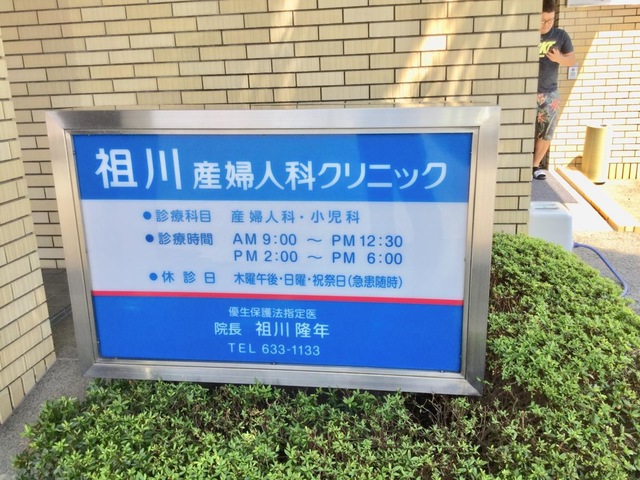 祖川 産婦人科クリニック
●診療科目 産婦人科・小児科
●診療時間 AM 9:00 ～ PM 12:30
PM 2:00 ～ PM 6:00
●休診日 木曜午後・日曜・祝祭日(急患随時)
優生保護法指定医
院長 祖川隆年
TEL 633-1133